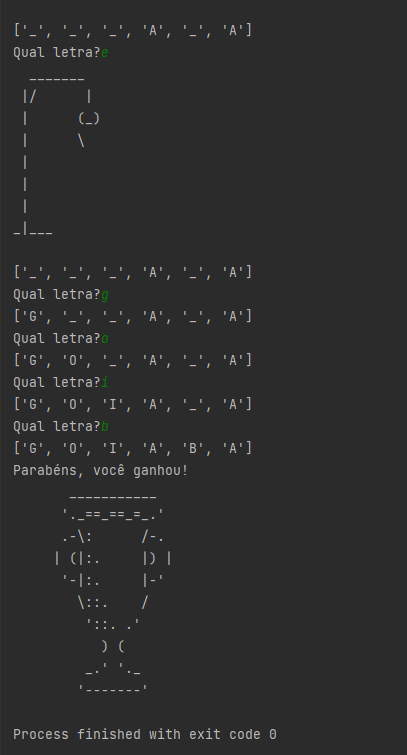 ['_', '_', '_', 'A', '_', 'A']
Qual letra?e
  _______
 |/      |
 |      (_)
 |      \
 |
 |
 |
_|___

['_', '_', '_', 'A', '_', 'A']
Qual letra?g
['G', '_', '_', 'A', '_', 'A']
Qual letra?o
['G', 'O', '_', 'A', '_', 'A']
Qual letra?i
['G', 'O', 'I', 'A', '_', 'A']
Qual letra?b
['G', 'O', 'I', 'A', 'B', 'A']
Parabéns, você ganhou!
       ___________
      '._==_==_=_.'
      .-\:      /-.
     | (|:.     |) |
      '-|:.     |-'
        \::.    /
         '::. .'
           ) (
         _.' '._
        '-------'

Process finished with exit code 0